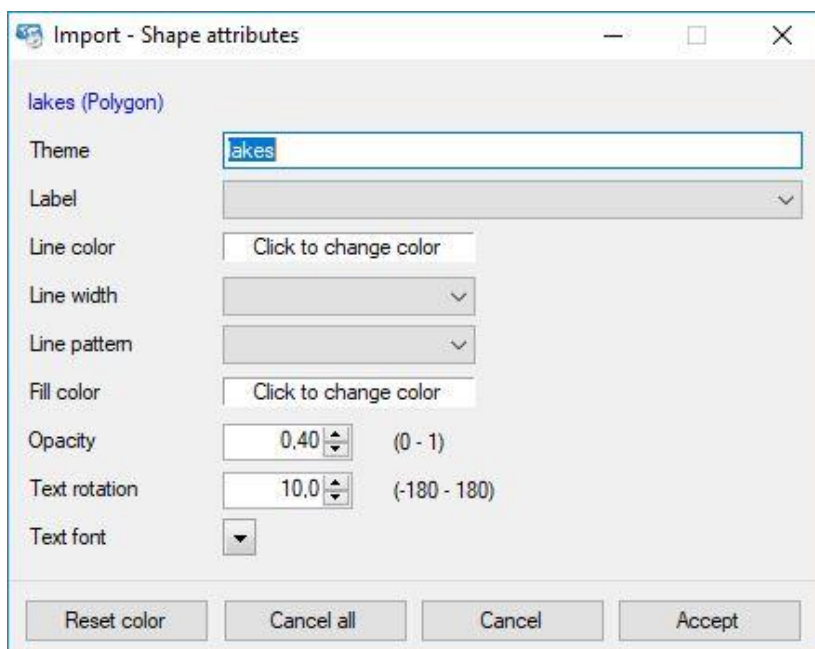 Import - Shape attributes
lakes (Polygon)
Theme lakes
Label
Line color Click to change color
Line width
Line pattern
Fill color Click to change color
Opacity 0,40 (0 - 1)
Text rotation 10,0 (-180 - 180)
Text font
Reset color Cancel all Cancel Accept